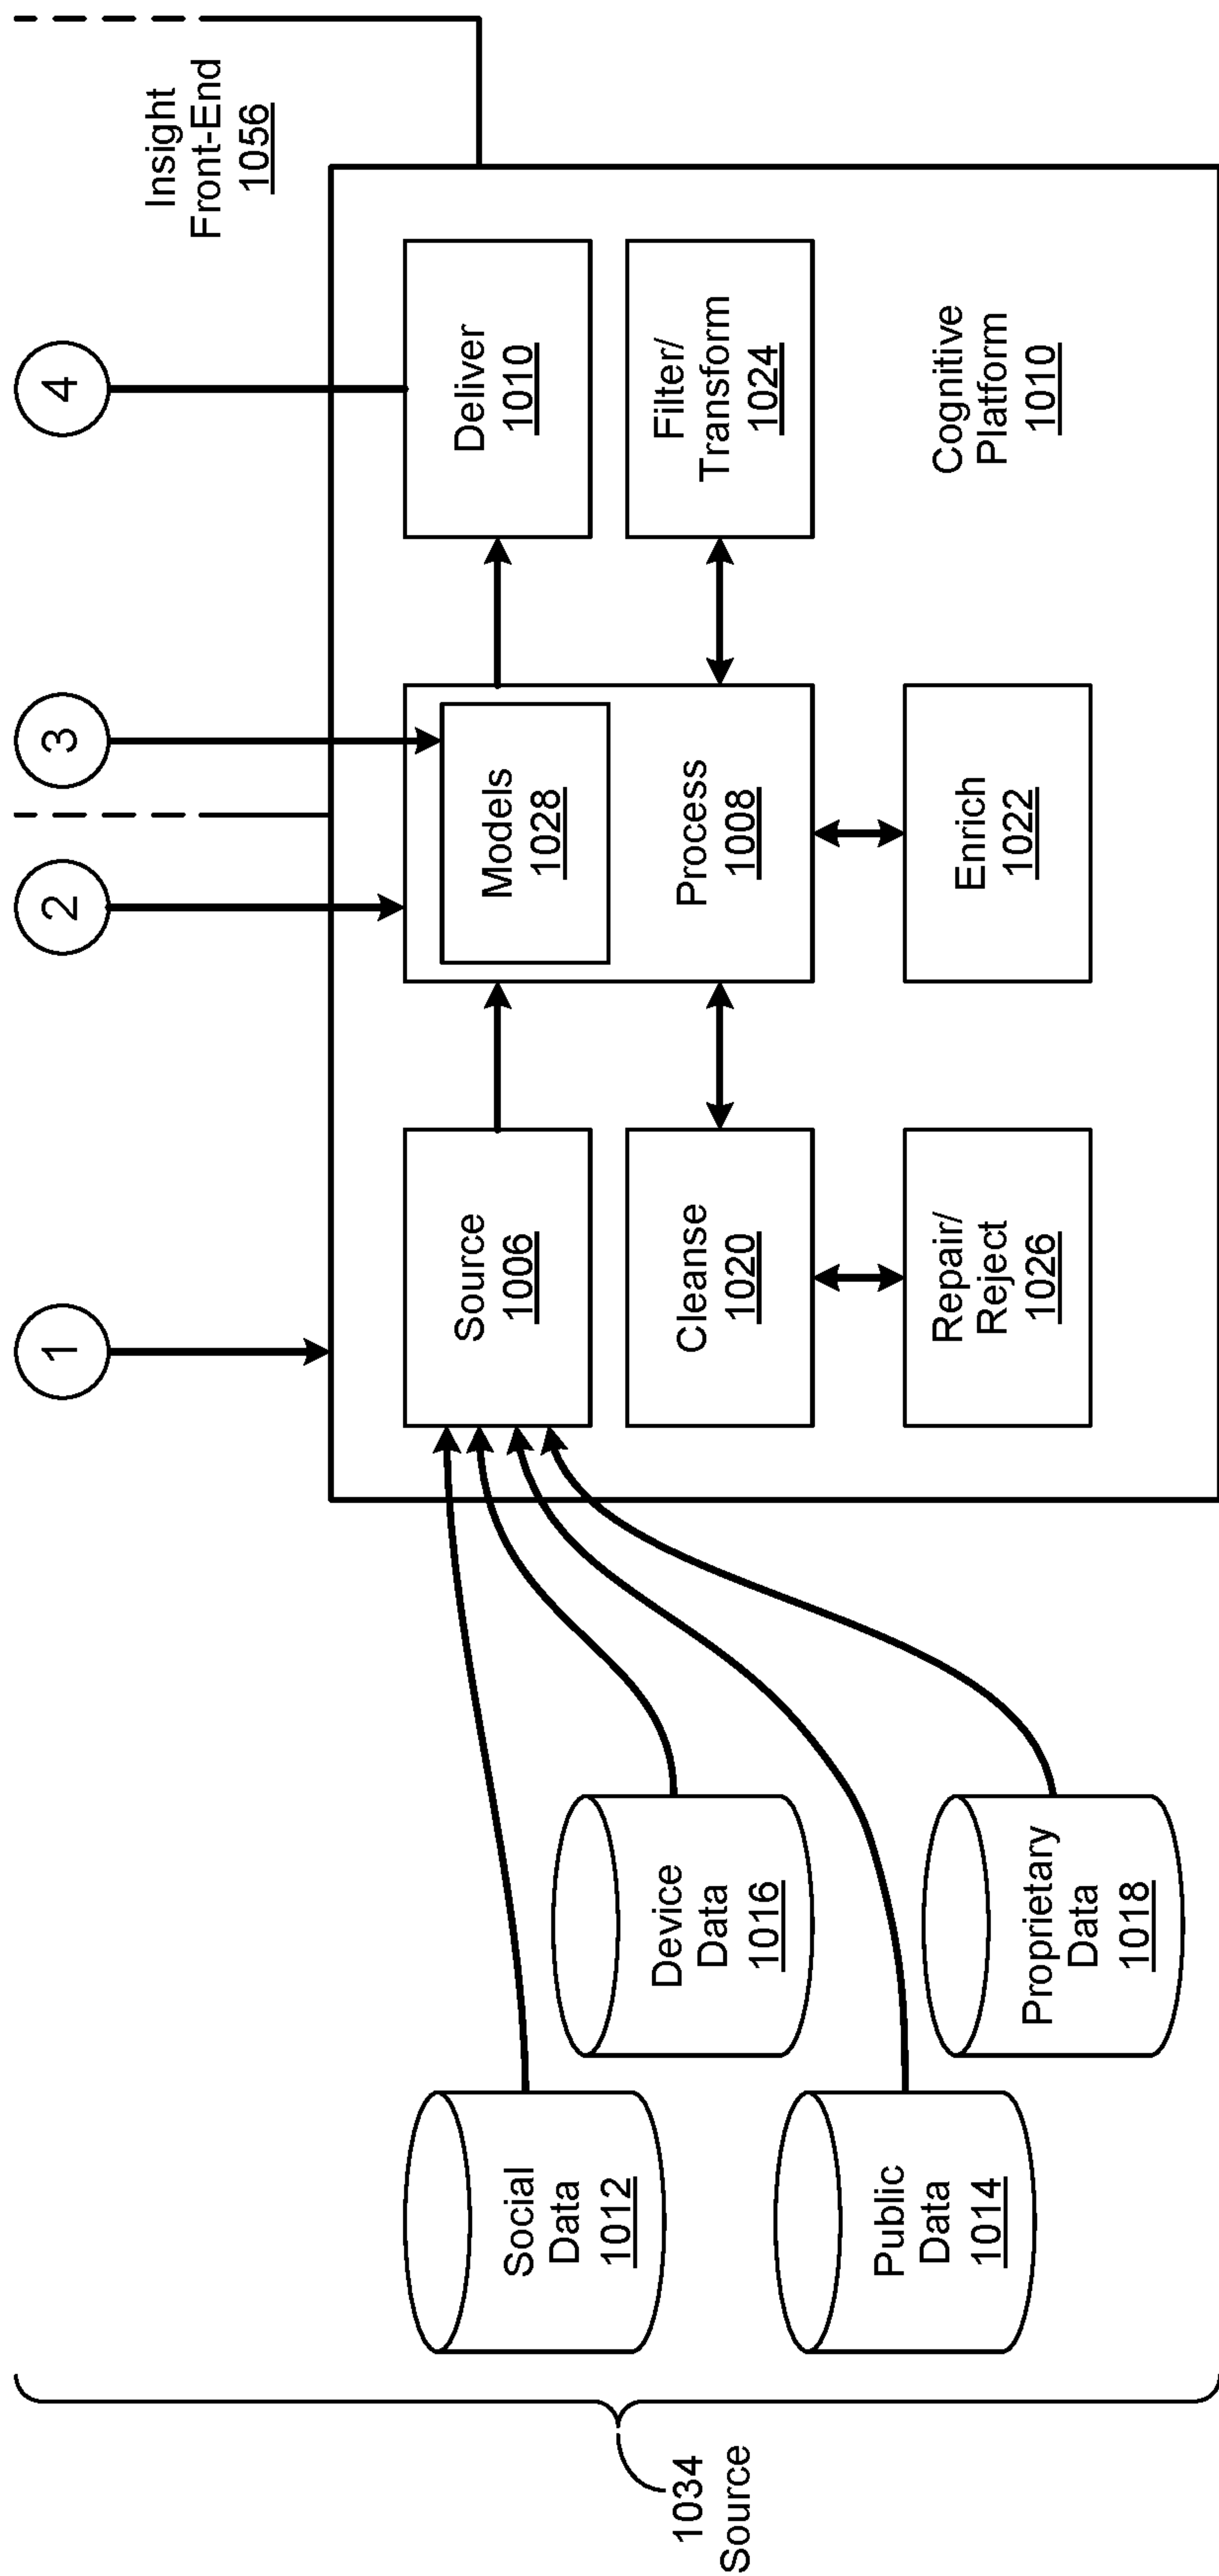 1
2
3
4
Insight
Front-End
1056
Source
1006
Models
1028
Process
1008
Deliver
1010
Cleanse
1020
Filter/
Transform
1024
Repair/
Reject
1026
Enrich
1022
Cognitive
Platform
1010
Social
Data
1012
Device
Data
1016
Public
Data
1014
Proprietary
Data
1018
1034
Source